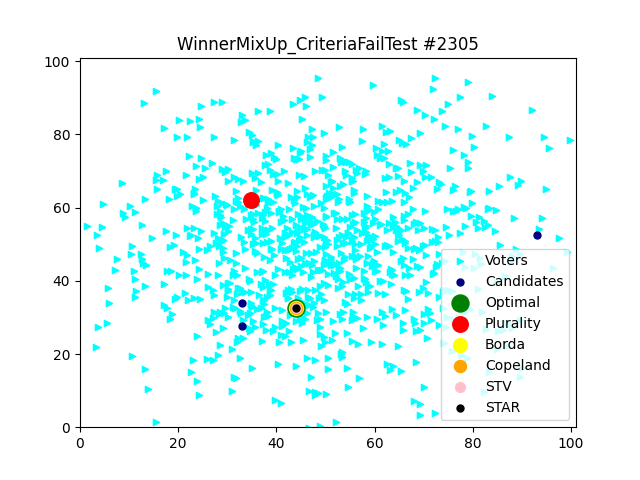 WinnerMixUp_CriteriaFailTest #2305
100
80
60
40
20
0
0
20
40
60
80
100
Voters
Candidates
Optimal
Plurality
Borda
Copeland
STV
STAR